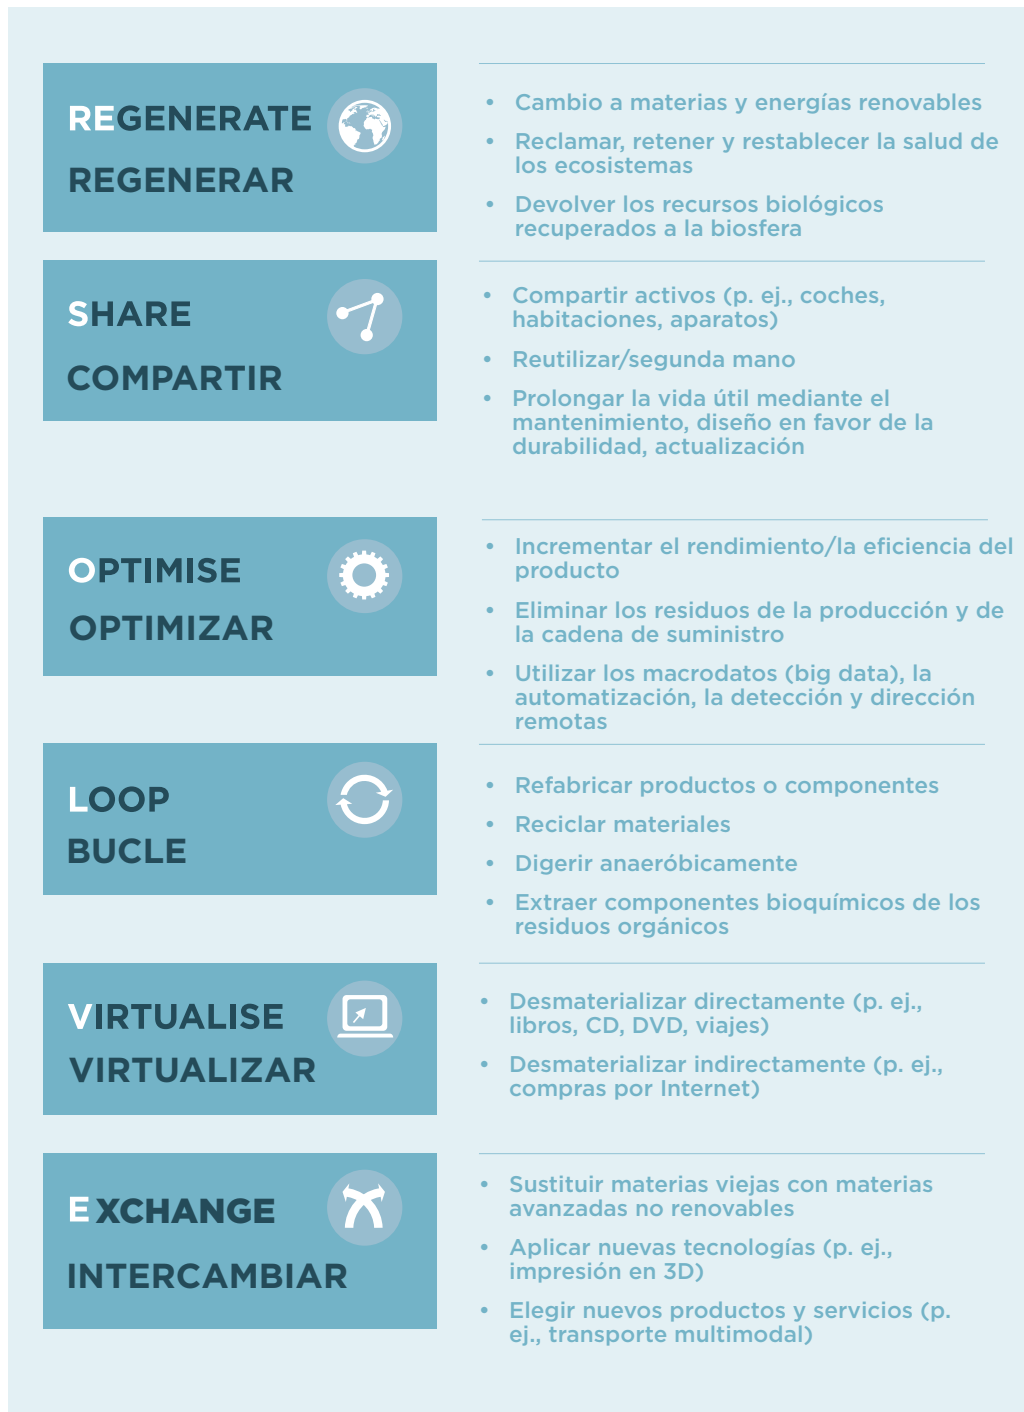 REGENERATE
REGENERAR
• Cambio a materias y energías renovables
• Reclamar, retener y restablecer la salud de
los ecosistemas
• Devolver los recursos biológicos
recuperados a la biosfera
SHARE
COMPARTIR
• Compartir activos (p. ej., coches,
habitaciones, aparatos)
• Reutilizar/segunda mano
• Prolongar la vida útil mediante el
mantenimiento, diseño en favor de la
durabilidad, actualización
OPTIMISE
OPTIMIZAR
• Incrementar el rendimiento/la eficiencia del
producto
• Eliminar los residuos de la producción y de
la cadena de suministro
• Utilizar los macrodatos (big data), la
automatización, la detección y dirección
remotas
LOOP
BUCLE
• Refabricar productos o componentes
• Reciclar materiales
• Digerir anaeróbicamente
• Extraer componentes bioquímicos de los
residuos orgánicos
VIRTUALISE
VIRTUALIZAR
• Desmaterializar directamente (p. ej.,
libros, CD, DVD, viajes)
• Desmaterializar indirectamente (p. ej.,
compras por Internet)
EXCHANGE
INTERCAMBIAR
• Sustituir materias viejas con materias
avanzadas no renovables
• Aplicar nuevas tecnologías (p. ej.,
impresión en 3D)
• Elegir nuevos productos y servicios (p.
ej., transporte multimodal)